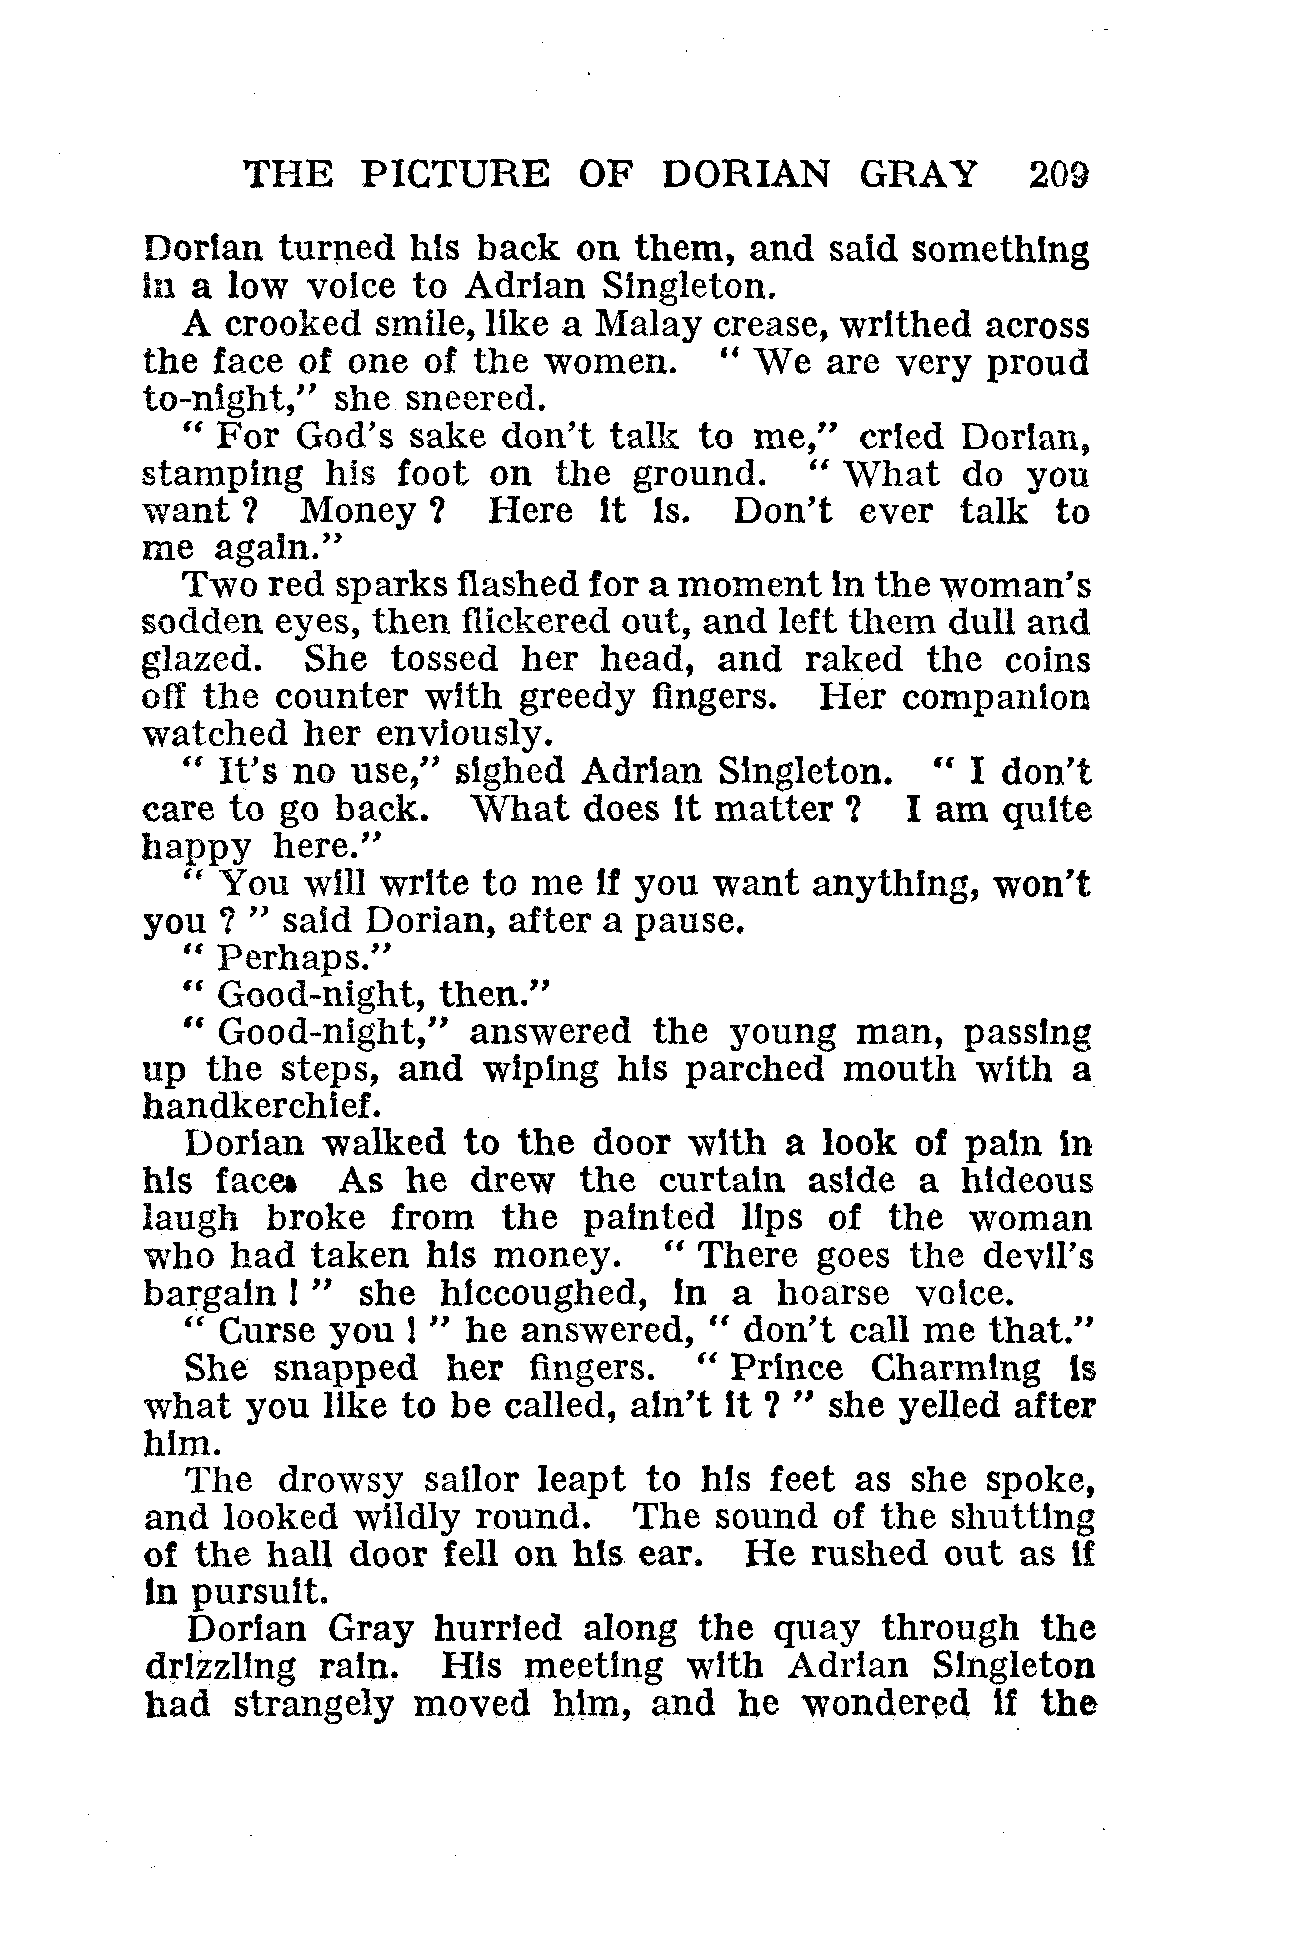 THE PICTURE OF DORIAN GRAY 209
Dorian turned his back on them, and said something
in a low voice to Adrian Singleton.
A crooked smile, like a Malay crease, writhed across
the face of one of the women. " We are very proud
to-night," she sneered.
" For God's sake don't talk to me," cried Dorian,
stamping his foot on the ground. " What do you
want ? Money ? Here it is. Don't ever talk to
me again."
Two red sparks flashed for a moment in the woman's
sodden eyes, then flickered out, and left them dull and
glazed. She tossed her head, and raked the coins
off the counter with greedy fingers. Her companion
watched her enviously.
" It's no use," sighed Adrian Singleton. " I don't
care to go back. What does it matter ? I am quite
happy here."
" You will write to me if you want anything, won't
you ? " said Dorian, after a pause.
" Perhaps."
" Good-night, then."
" Good-night," answered the young man, passing
up the steps, and wiping his parched mouth with a
handkerchief.
Dorian walked to the door with a look of pain in
his face. As he drew the curtain aside a hideous
laugh broke from the painted lips of the woman
who had taken his money. " There goes the devil's
bargain ! " she hiccoughed, in a hoarse voice.
" Curse you ! " he answered, " don't call me that."
She snapped her fingers. " Prince Charming is
what you like to be called, ain't it ? " she yelled after
him.
The drowsy sailor leapt to his feet as she spoke,
and looked wildly round. The sound of the shutting
of the hall door fell on his ear. He rushed out as if
in pursuit.
Dorian Gray hurried along the quay through the
drizzling rain. His meeting with Adrian Singleton
had strangely moved him, and he wondered if the